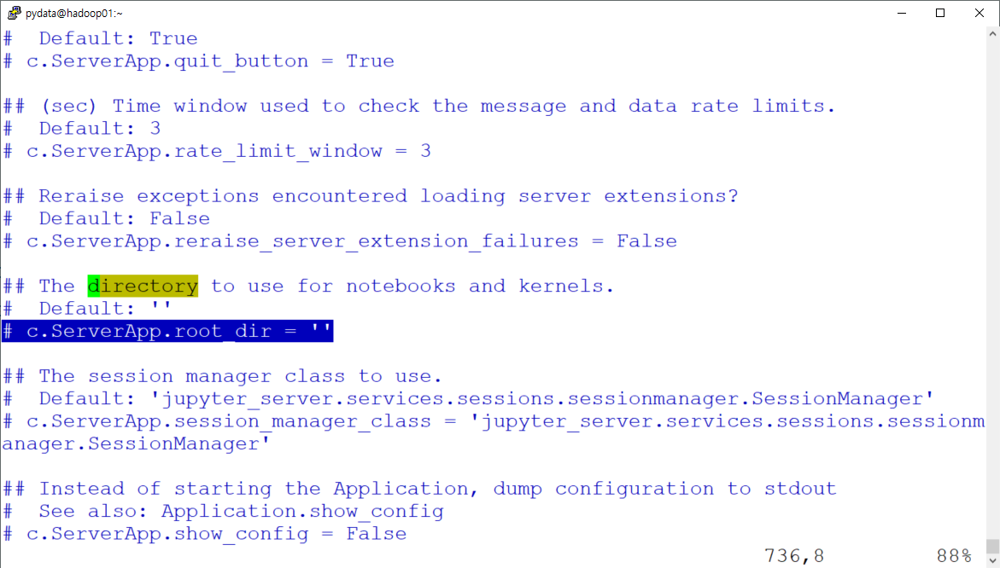 pydata@hadoop01:~
#  Default: True
# c.ServerApp.quit_button = True
## (sec) Time window used to check the message and data rate limits.
#  Default: 3
# c.ServerApp.rate_limit_window = 3
## Reraise exceptions encountered loading server extensions?
#  Default: False
# c.ServerApp.reraise_server_extension_failures = False
## The directory to use for notebooks and kernels.
#  Default: ''
# c.ServerApp.root_dir = ''
## The session manager class to use.
#  Default: 'jupyter_server.services.sessions.sessionmanager.SessionManager'
# c.ServerApp.session_manager_class = 'jupyter_server.services.sessions.sessionm
anager.SessionManager'
## Instead of starting the Application, dump configuration to stdout
#  See also: Application.show_config
# c.ServerApp.show_config = False
736,8 88%